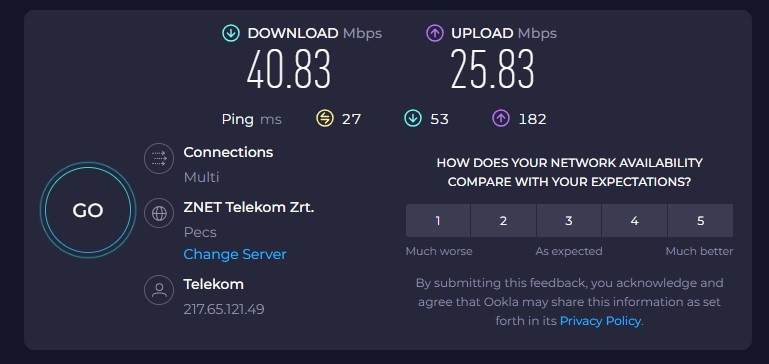 DOWNLOAD Mbps
40.83
UPLOAD Mbps
25.83
Ping ms 27 53 182
GO
Connections
Multi
ZNET Telekom Zrt.
Pecs
Change Server
Telekom
217.65.121.49
HOW DOES YOUR NETWORK AVAILABILITY
COMPARE WITH YOUR EXPECTATIONS?
1 2 3 4 5
Much worse As expected Much better
By submitting this feedback, you acknowledge and
agree that Ookla may share this information as set
forth in its Privacy Policy.